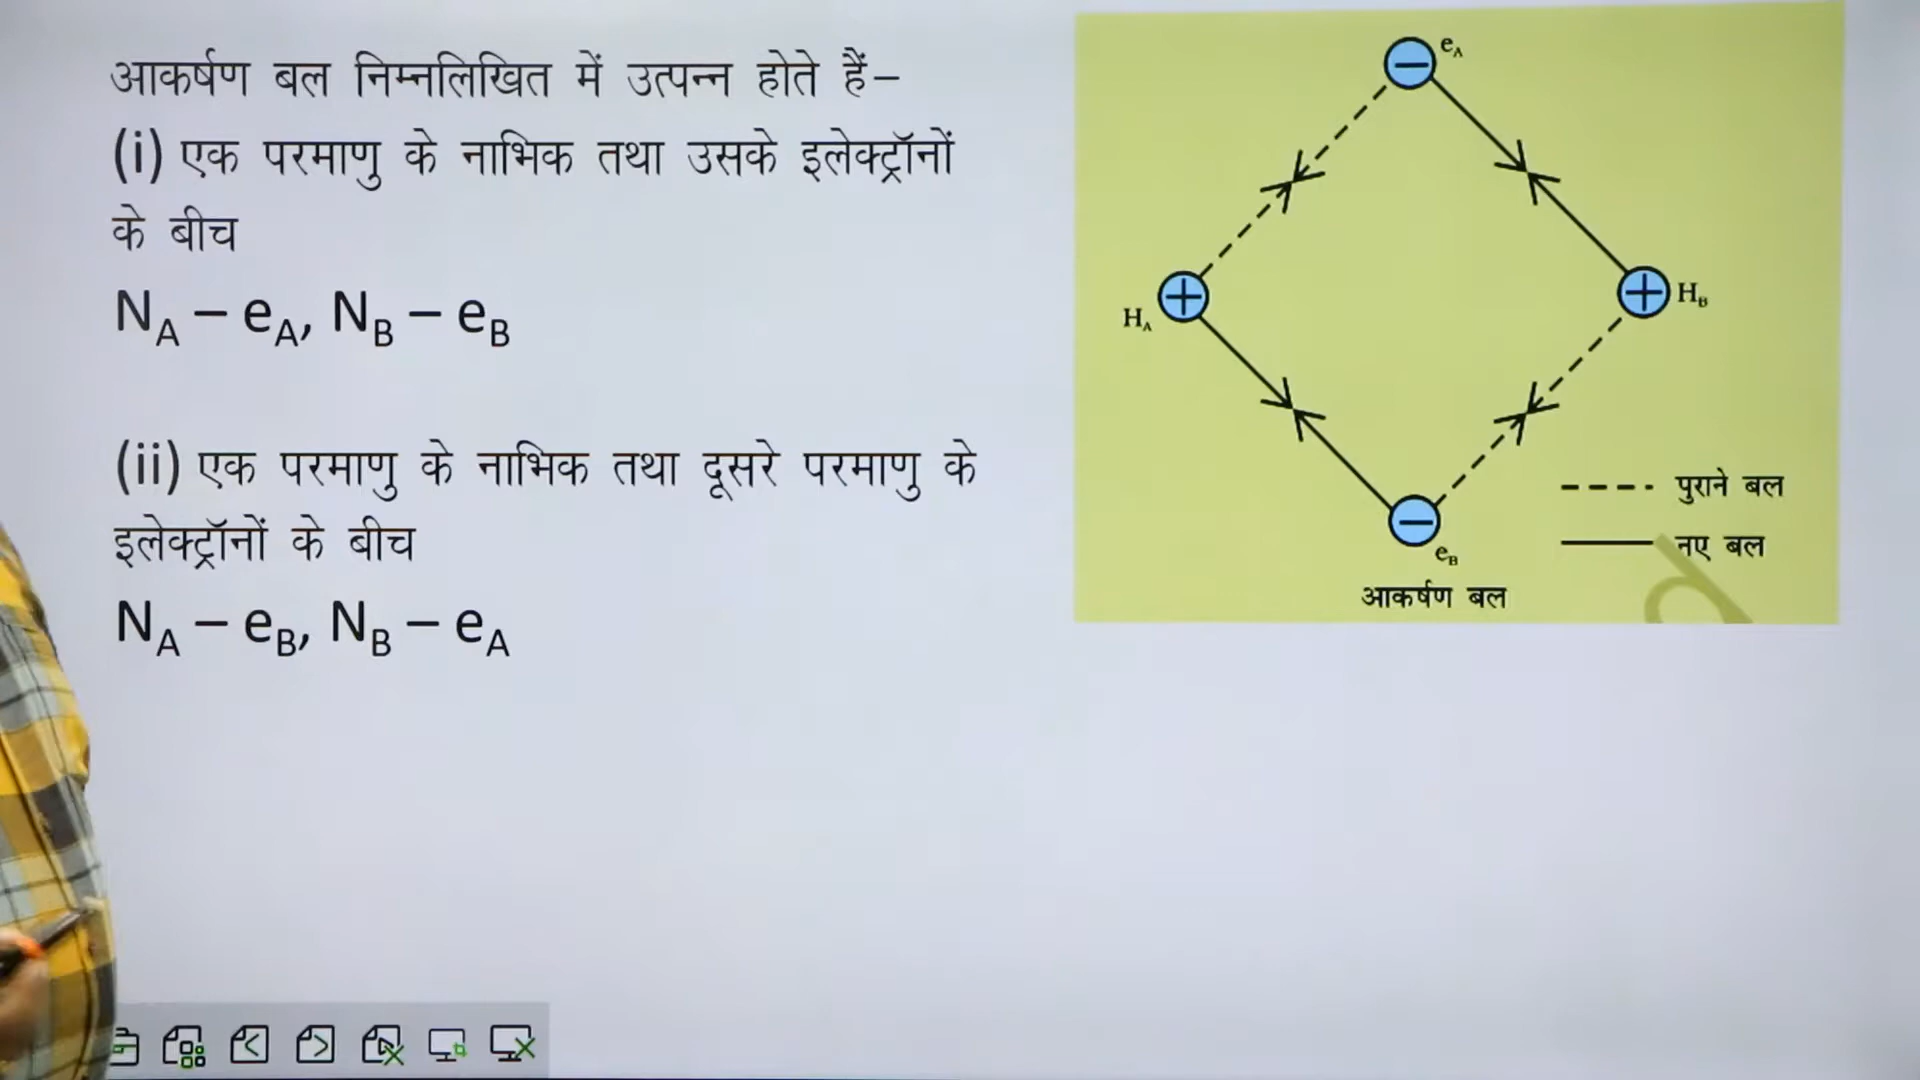 आकर्षण बल निम्नलिखित में उत्पन्न होते हैं–
(i) एक परमाणु के नाभिक तथा उसके इलेक्ट्रॉनों
के बीच
N_A – e_A, N_B – e_B
(ii) एक परमाणु के नाभिक तथा दूसरे परमाणु के
इलेक्ट्रॉनों के बीच
N_A – e_B, N_B – e_A
e_A
H_A
H_B
e_B
पुराने बल
नए बल
आकर्षण बल